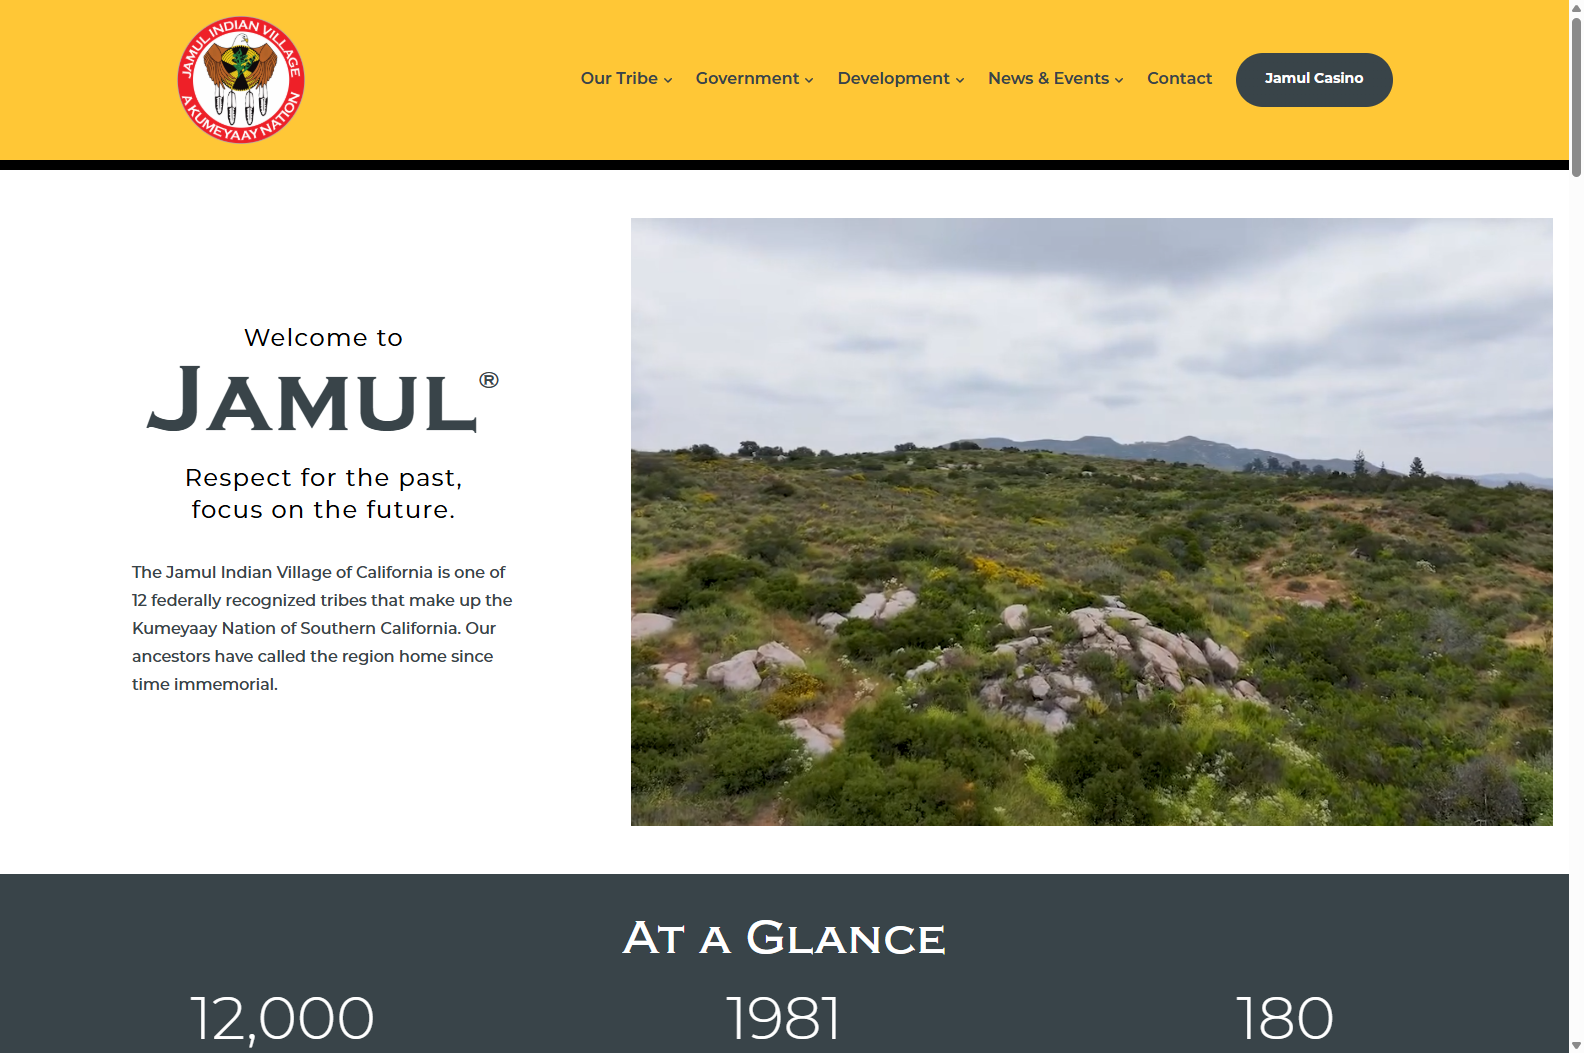 JAMUL INDIAN VILLAGE
A KUMEYAAY NATION
Our Tribe
Government
Development
News & Events
Contact
Jamul Casino
Welcome to
JAMUL®
Respect for the past,
focus on the future.
The Jamul Indian Village of California is one of
12 federally recognized tribes that make up the
Kumeyaay Nation of Southern California. Our
ancestors have called the region home since
time immemorial.
AT A GLANCE
12,000
1981
180